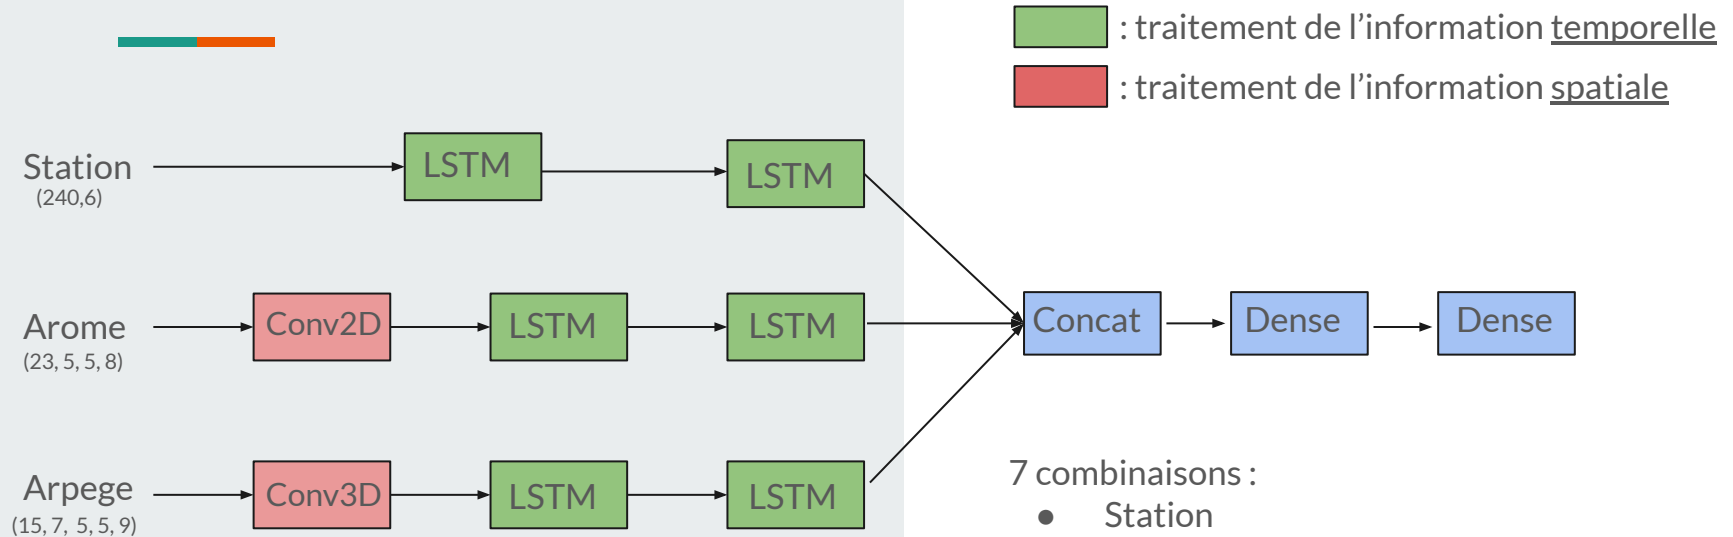 : traitement de l’information temporelle
: traitement de l’information spatiale
Station
(240,6)
LSTM
LSTM
Arome
(23, 5, 5, 8)
Conv2D
LSTM
LSTM
Concat
Dense
Dense
Arpege
(15, 7, 5, 5, 9)
Conv3D
LSTM
LSTM
7 combinaisons :
● Station